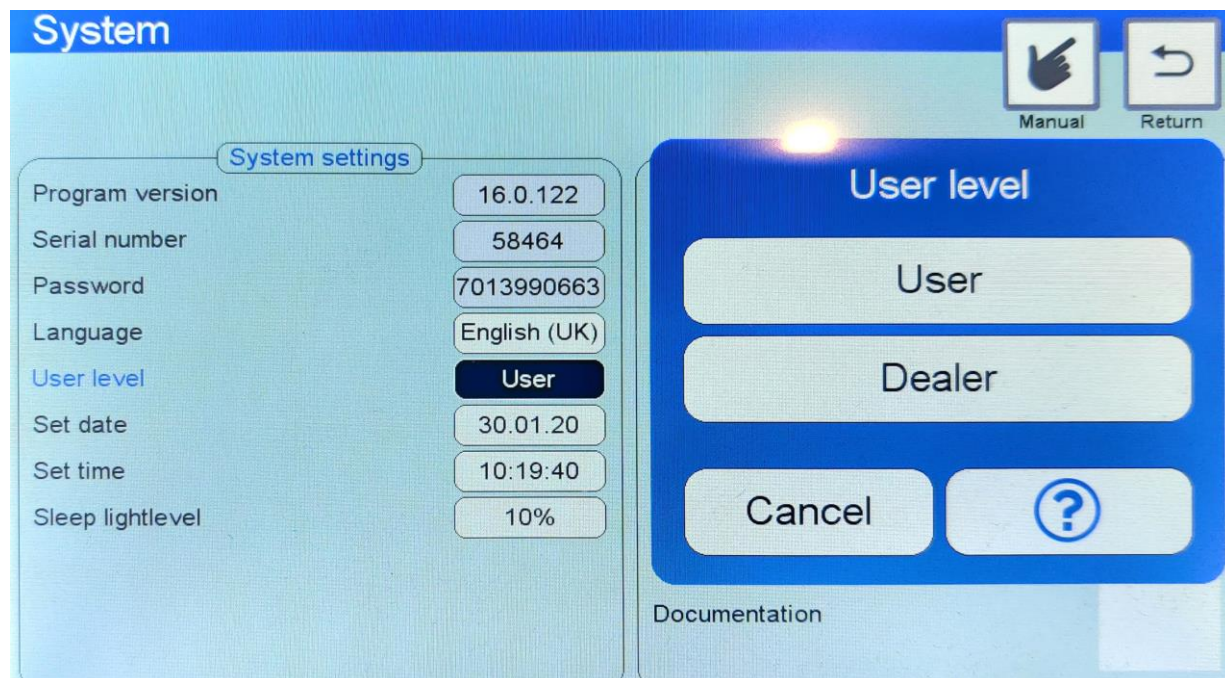 System
Manual
Return
System settings
Program version 16.0.122
Serial number 58464
Password 7013990663
Language English (UK)
User level User
Set date 30.01.20
Set time 10:19:40
Sleep lightlevel 10%
User level
User
Dealer
Cancel ?
Documentation